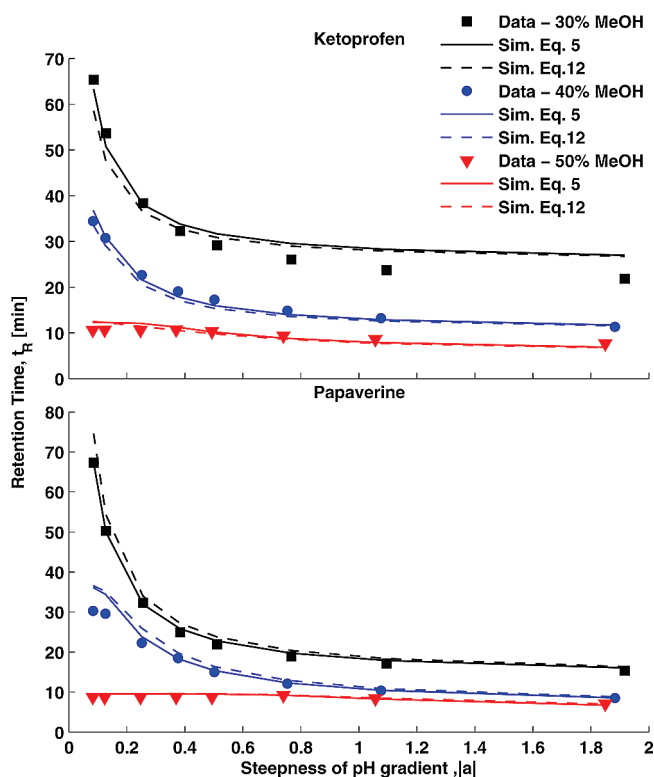 Ketoprofen
Data – 30% MeOH
Sim. Eq. 5
Sim. Eq.12
Data – 40% MeOH
Sim. Eq. 5
Sim. Eq.12
Data – 50% MeOH
Sim. Eq. 5
Sim. Eq.12
70
60
50
40
30
20
10
0
Papaverine
80
70
60
50
40
30
20
10
0
0 0.2 0.4 0.6 0.8 1 1.2 1.4 1.6 1.8 2
Steepness of pH gradient ,|a|
Retention Time, t_R [min]